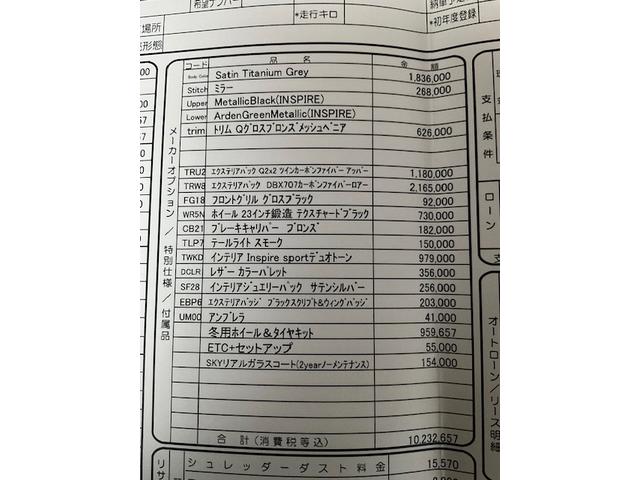 希望ナンバー
*走行キロ
*初年度登録
場所
形態
コード 品 名 金 額
Body Color Satin Titanium Grey 1,836,000
Stitch ミラー 268,000
Upper MetallicBlack(INSPIRE)
Lower ArdenGreenMetallic(INSPIRE)
trim トリム Qグロスブロンズメッシュベニア 626,000
TRU2 エクステリアパック Q2x2 ツインカーボンファイバー アッパー 1,180,000
TRW8 エクステリアパック DBX707カーボンファイバーロアー 2,165,000
FG18 フロントグリル グロスブラック 92,000
WR5N ホイール 23インチ鍛造 テクスチャードブラック 730,000
CB21 ブレーキキャリパー ブロンズ 182,000
TLP7 テールライト スモーク 150,000
TWKD インテリア Inspire sportデュオトーン 979,000
DCLR レザー カラーパレット 356,000
SF28 インテリアジュエリーパック サテンシルバー 256,000
EBP6 エクステリアバッジ ブラックスクリプト&ウィングバッジ 203,000
UM00 アンブレラ 41,000
冬用ホイール&タイヤキット 959,657
ETC+セットアップ 55,000
SKYリアルガラスコート(2yearノーメンテナンス) 154,000
合 計 (消費税等込) 10,232,657
シュレッダーダスト料金 15,570
メーカーオプション/特別仕様/付属品
支払条件
ローン
オートローン/リース明細
リサ